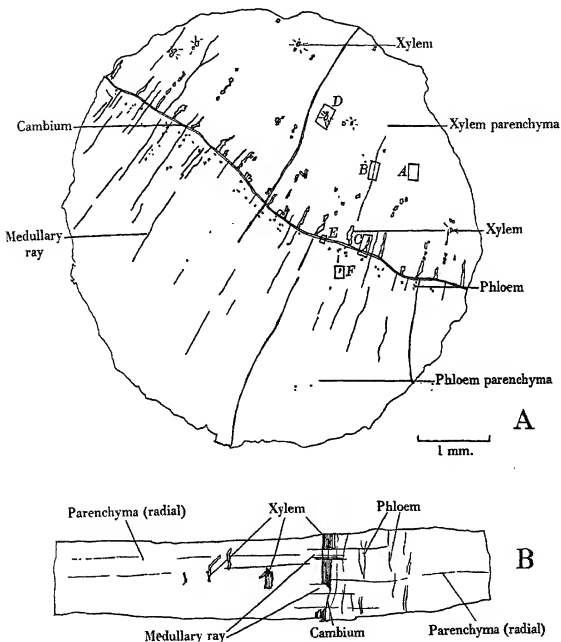 Xylem
D
Xylem parenchyma
Cambium
B
A
Medullary
ray
Xylem
E
C
F
Phloem
Phloem parenchyma
A
1 mm.
Xylem
Phloem
Parenchyma (radial)
B
Medullary ray
Cambium
Parenchyma (radial)